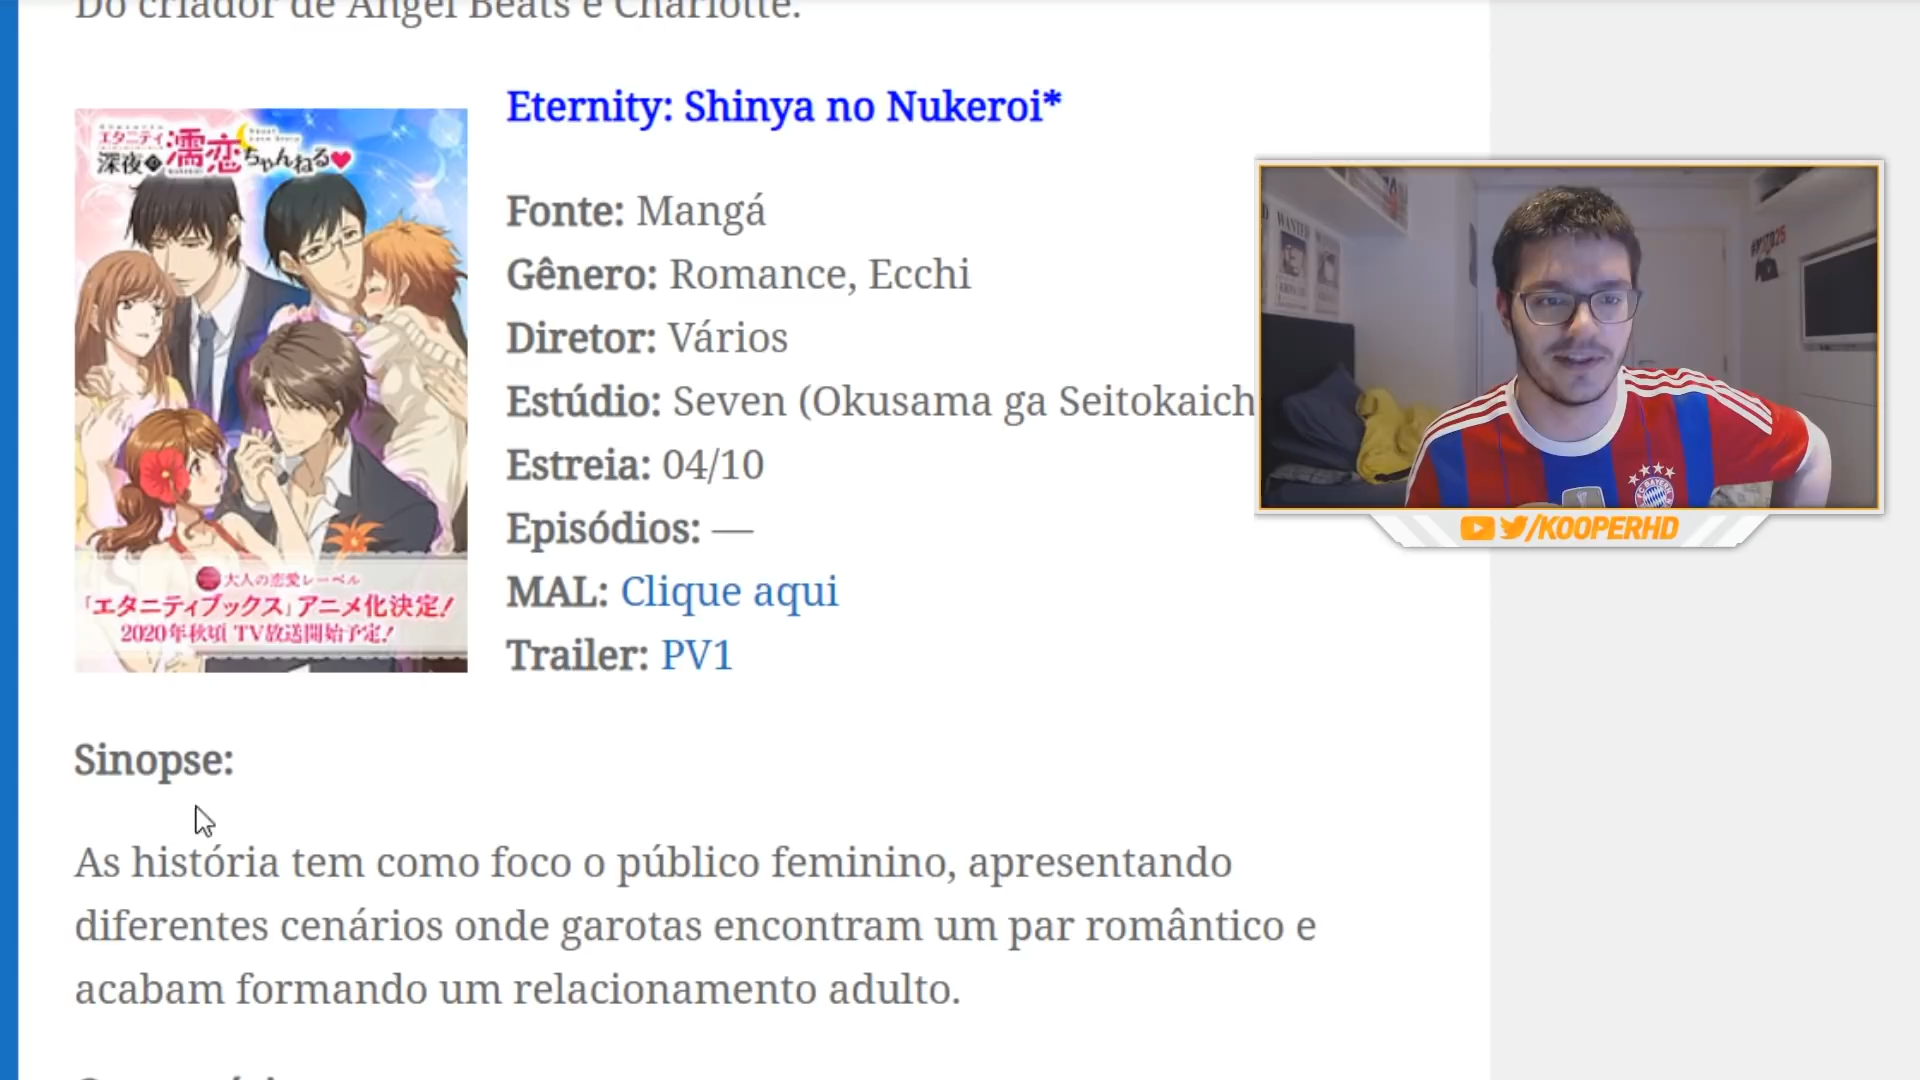 Do criador de Angel Beats e Charlotte.
Eternity: Shinya no Nukeroi*
エタニティ
深夜の濡恋ちゃんねる♥
Fonte: Mangá
Gênero: Romance, Ecchi
Diretor: Vários
Estúdio: Seven (Okusama ga Seitokaich
Estreia: 04/10
Episódios: —
MAL: Clique aqui
Trailer: PV1
大人の恋愛レーベル
「エタニティブックス」アニメ化決定!
2020年秋頃 TV放送開始予定!
WANTED
FC BAYERN
/KOOPERHD
Sinopse:
As história tem como foco o público feminino, apresentando
diferentes cenários onde garotas encontram um par romântico e
acabam formando um relacionamento adulto.